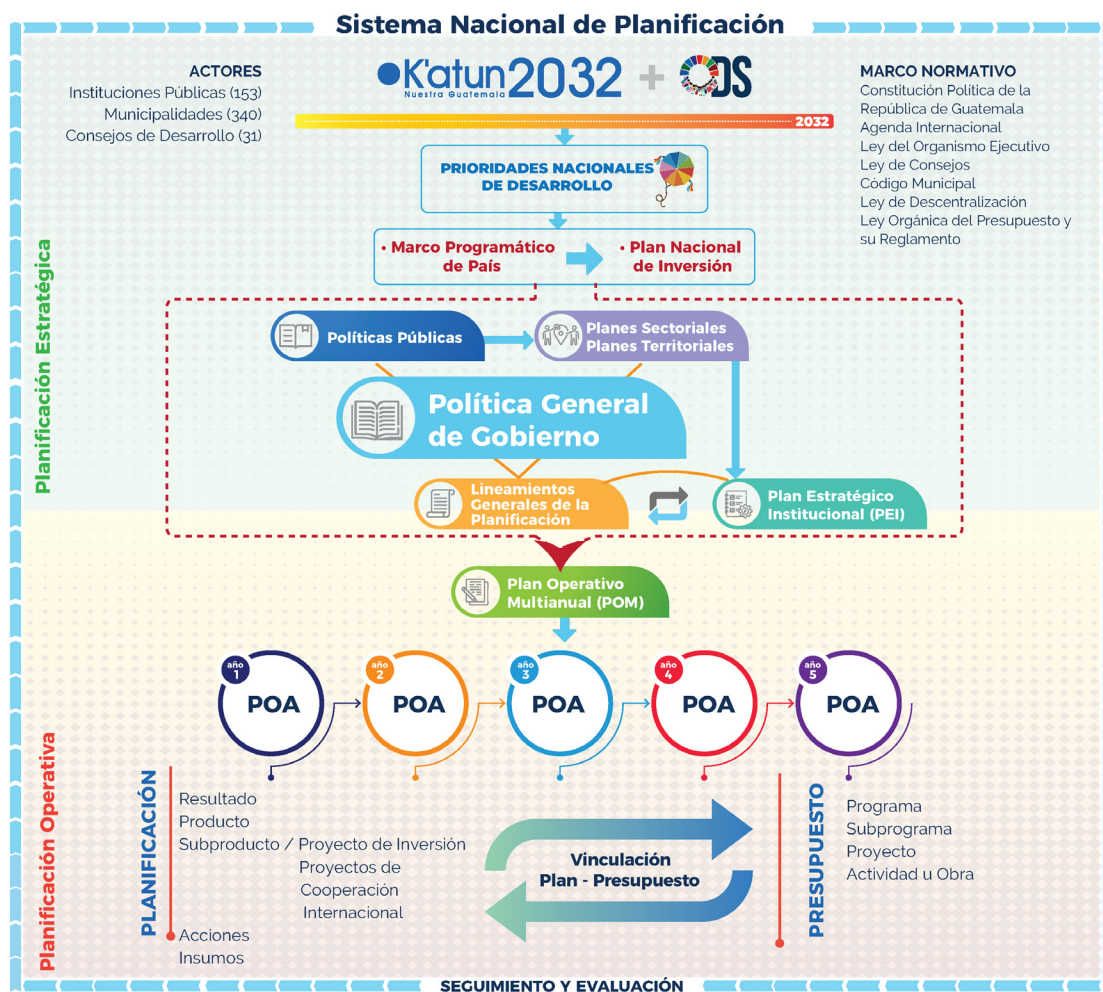 Sistema Nacional de Planificación
ACTORES
Instituciones Públicas (153)
Municipalidades (340)
Consejos de Desarrollo (31)
K'atun 2032 + ODS
Nuestra Guatemala
2032
MARCO NORMATIVO
Constitución Política de la
República de Guatemala
Agenda Internacional
Ley del Organismo Ejecutivo
Ley de Consejos
Código Municipal
Ley de Descentralización
Ley Orgánica del Presupuesto y
su Reglamento
PRIORIDADES NACIONALES
DE DESARROLLO
• Marco Programático
de País
• Plan Nacional
de Inversión
Planificación Estratégica
Políticas Públicas
Planes Sectoriales
Planes Territoriales
Política General
de Gobierno
Lineamientos
Generales de la
Planificación
Plan Estratégico
Institucional (PEI)
Plan Operativo
Multianual (POM)
año
1
POA
año
2
POA
año
3
POA
año
4
POA
año
5
POA
Planificación Operativa
PLANIFICACIÓN
Resultado
Producto
Subproducto / Proyecto de Inversión
Proyectos de
Cooperación
Internacional
Acciones
Insumos
Vinculación
Plan - Presupuesto
PRESUPUESTO
Programa
Subprograma
Proyecto
Actividad u Obra
SEGUIMIENTO Y EVALUACIÓN